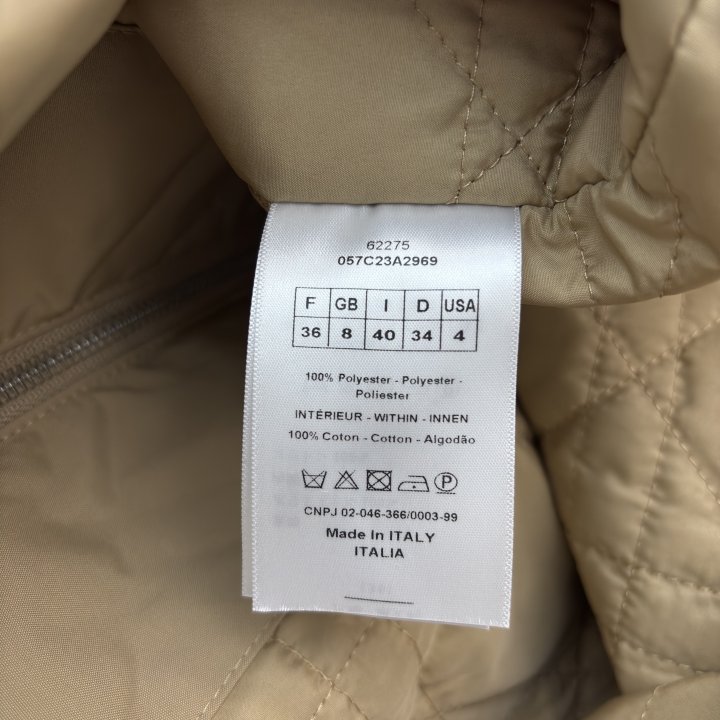 62275
057C23A2969
F GB I D USA
36 8 40 34 4
100% Polyester - Polyester -
Poliester
INTÉRIEUR - WITHIN - INNEN
100% Coton - Cotton - Algodão
P
CNPJ 02-046-366/0003-99
Made In ITALY
ITALIA